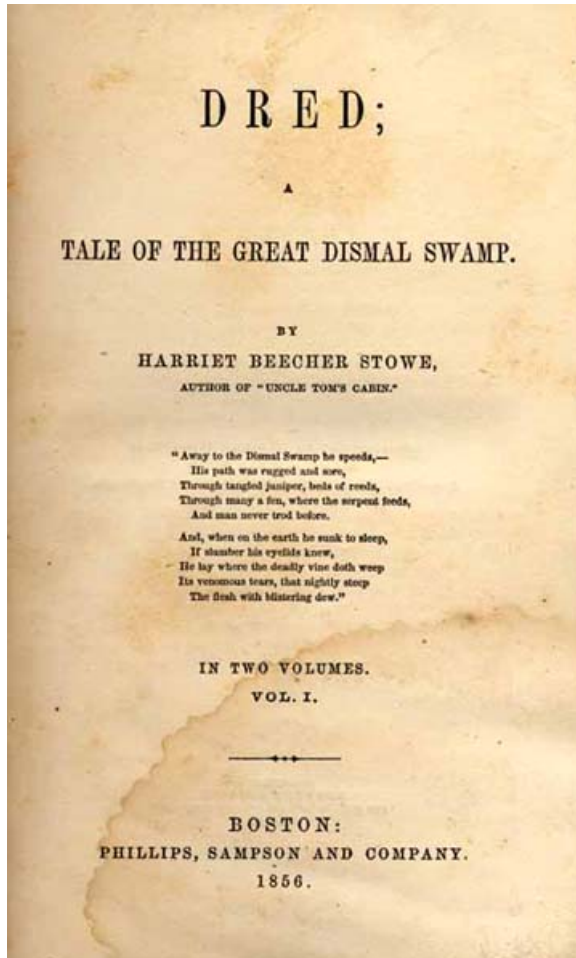 DRED;
A
TALE OF THE GREAT DISMAL SWAMP.
BY
HARRIET BEECHER STOWE,
AUTHOR OF "UNCLE TOM'S CABIN."
"Away to the Dismal Swamp he speeds,—
His path was rugged and sore,
Through tangled juniper, beds of reeds,
Through many a fen, where the serpent feeds,
And man never trod before.
And, when on the earth he sunk to sleep,
If slumber his eyelids knew,
He lay where the deadly vine doth weep
Its venomous tears, that nightly steep
The flesh with blistering dew."
IN TWO VOLUMES.
VOL. I.
BOSTON:
PHILLIPS, SAMPSON AND COMPANY.
1856.